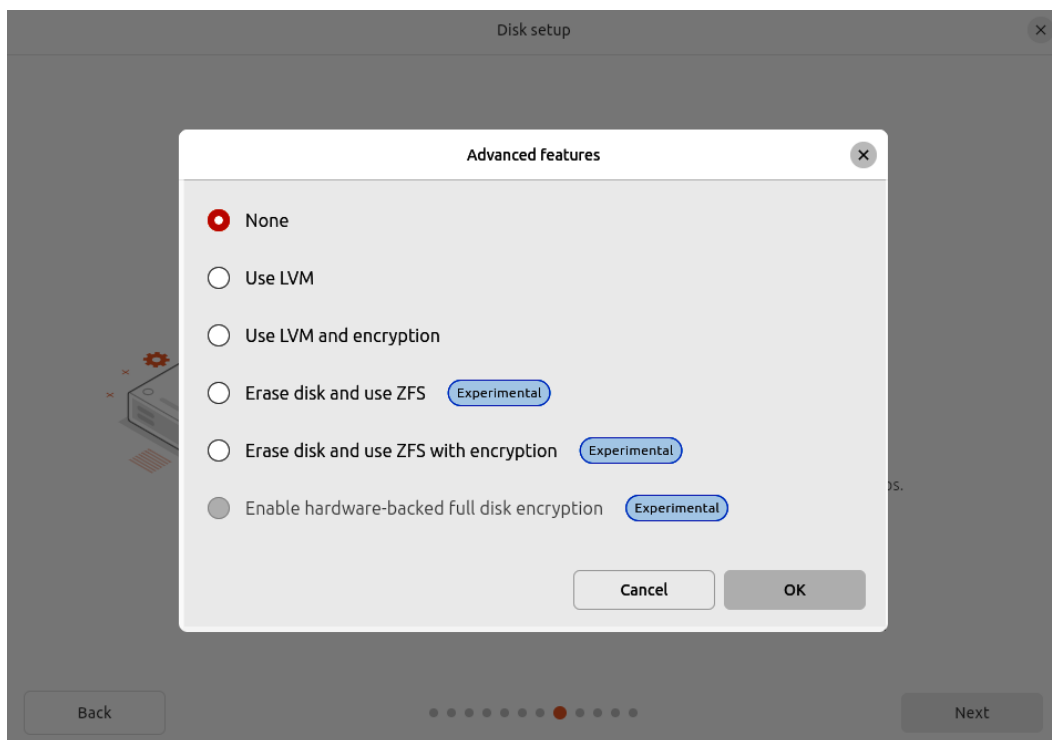 Disk setup
Advanced features
None
Use LVM
Use LVM and encryption
Erase disk and use ZFS Experimental
Erase disk and use ZFS with encryption Experimental
Enable hardware-backed full disk encryption Experimental
Cancel OK
Back Next